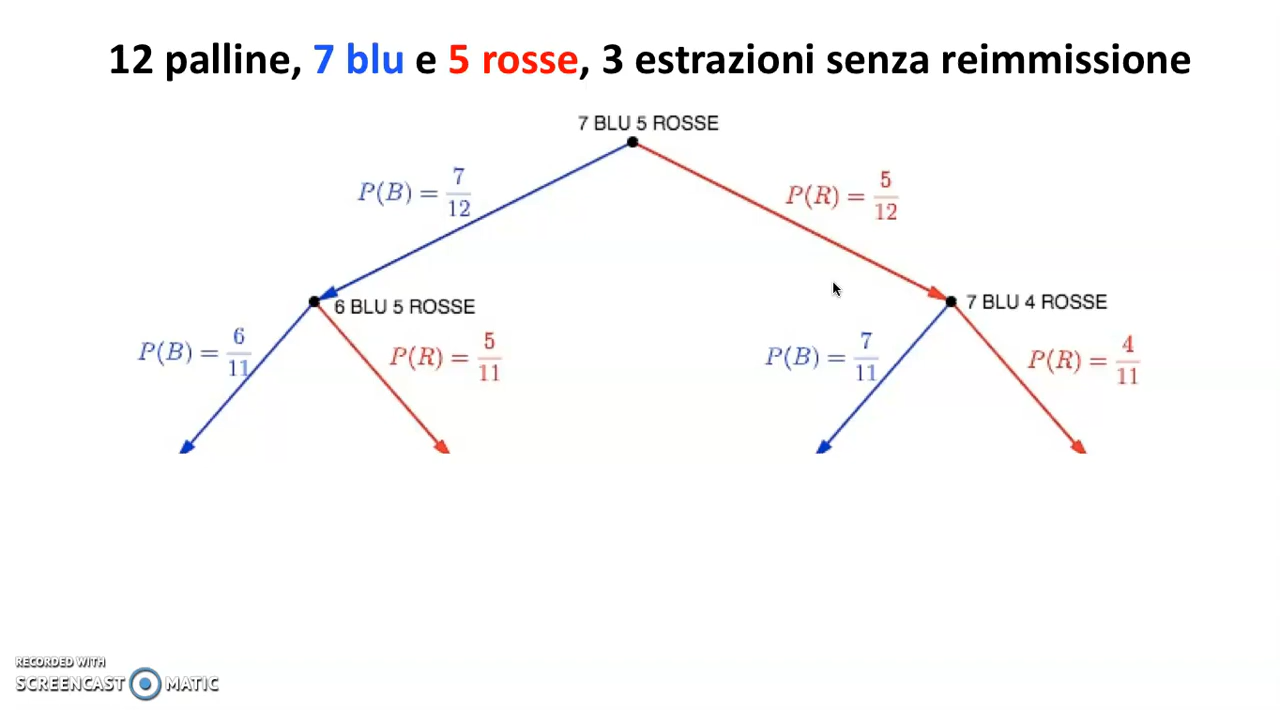 12 palline, 7 blu e 5 rosse, 3 estrazioni senza reimmissione
7 BLU 5 ROSSE
P(B) = 7/12
P(R) = 5/12
6 BLU 5 ROSSE
7 BLU 4 ROSSE
P(B) = 6/11
P(R) = 5/11
P(B) = 7/11
P(R) = 4/11
RECORDED WITH
SCREENCAST MATIC